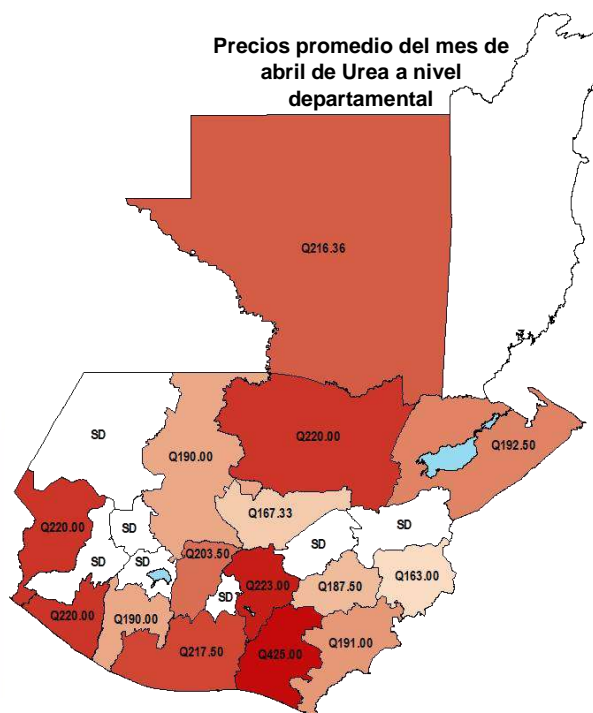 Precios promedio del mes de
abril de Urea a nivel
departamental
Q216.36
SD
Q190.00
Q220.00
Q192.50
Q167.33
Q220.00
SD
SD
SD
SD
SD
Q203.50
SD
Q223.00
Q187.50
Q163.00
Q220.00
Q190.00
Q217.50
Q425.00
Q191.00